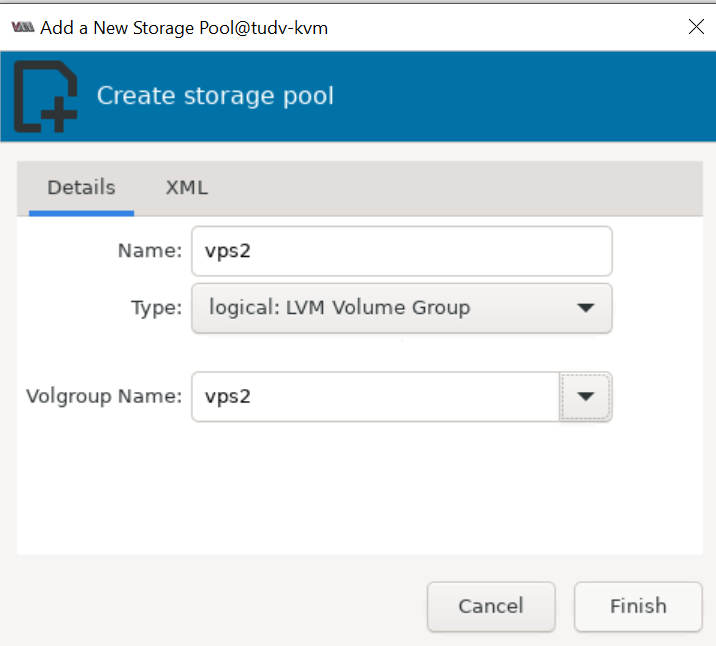 Add a New Storage Pool@tudv-kvm
Create storage pool
Details XML
Name: vps2
Type: logical: LVM Volume Group
Volgroup Name: vps2
Cancel Finish